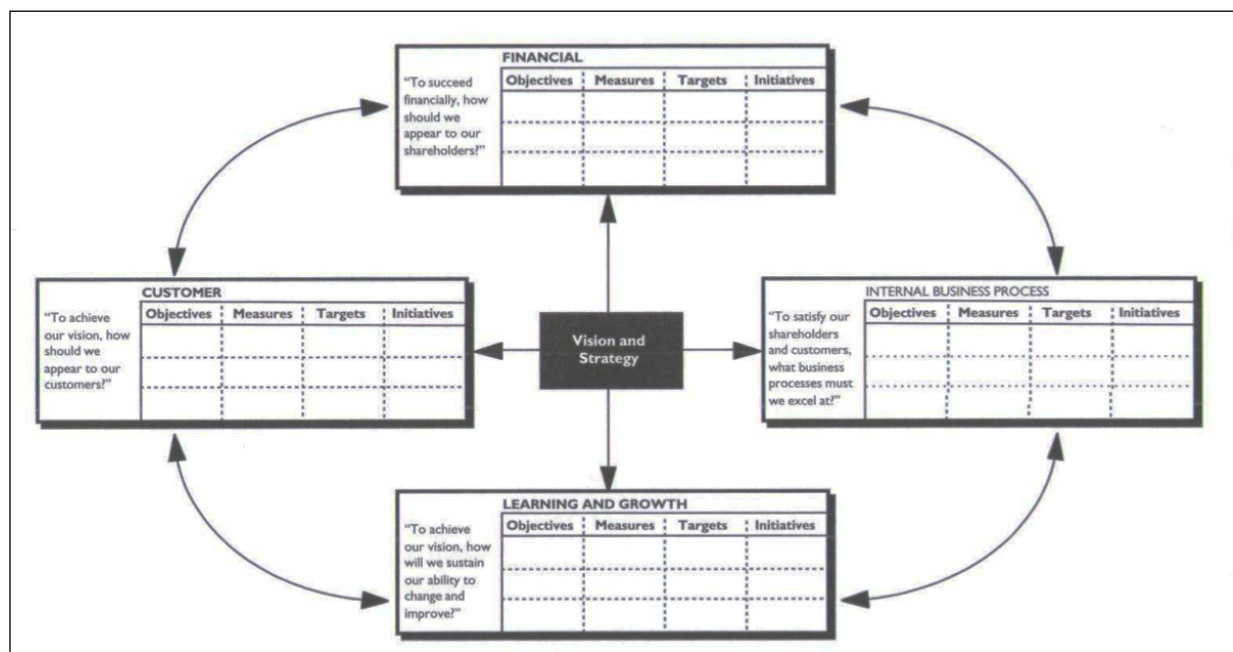 FINANCIAL
"To succeed
financially, how
should we
appear to our
shareholders?"
Objectives Measures Targets Initiatives
CUSTOMER
"To achieve
our vision, how
should we
appear to our
customers?"
Objectives Measures Targets Initiatives
Vision and
Strategy
INTERNAL BUSINESS PROCESS
"To satisfy our
shareholders
and customers,
what business
processes must
we excel at?"
Objectives Measures Targets Initiatives
LEARNING AND GROWTH
"To achieve
our vision, how
will we sustain
our ability to
change and
improve?"
Objectives Measures Targets Initiatives